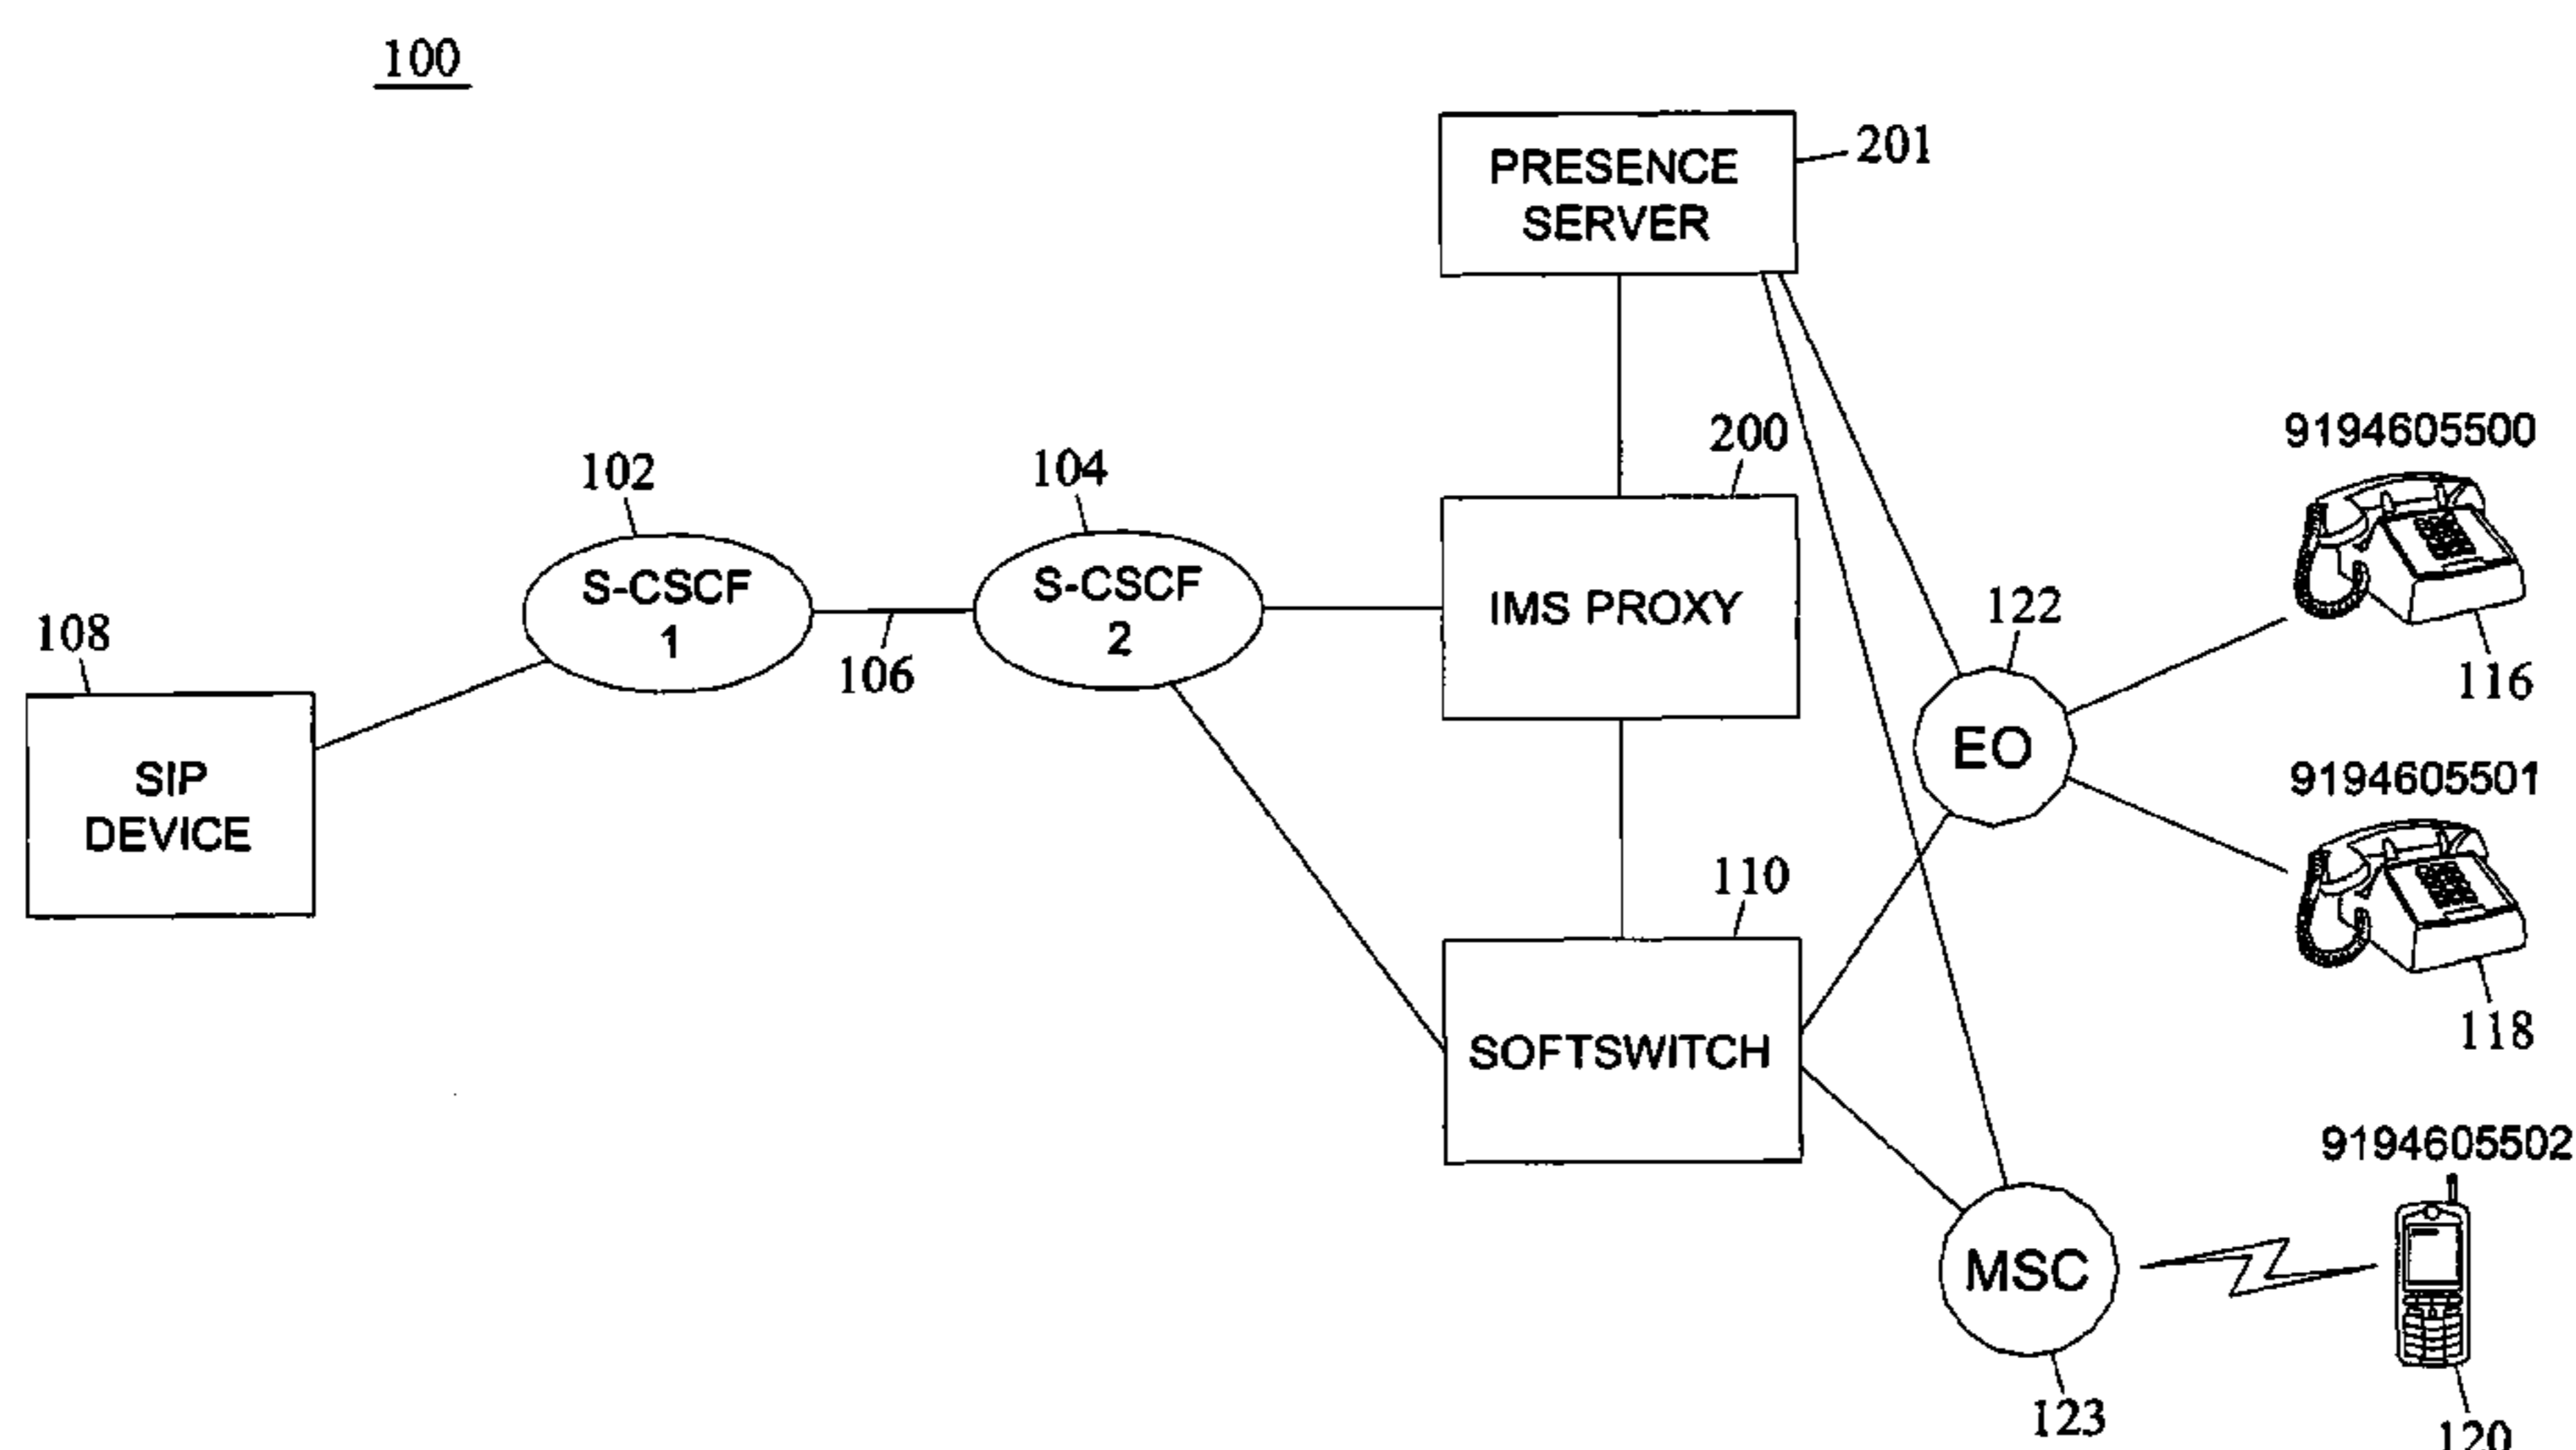 100
PRESENCE
SERVER
201
200
9194605500
102
104
S-CSCF
1
S-CSCF
2
IMS PROXY
108
106
122
116
SIP
DEVICE
EO
9194605501
110
118
SOFTSWITCH
9194605502
MSC
123
120